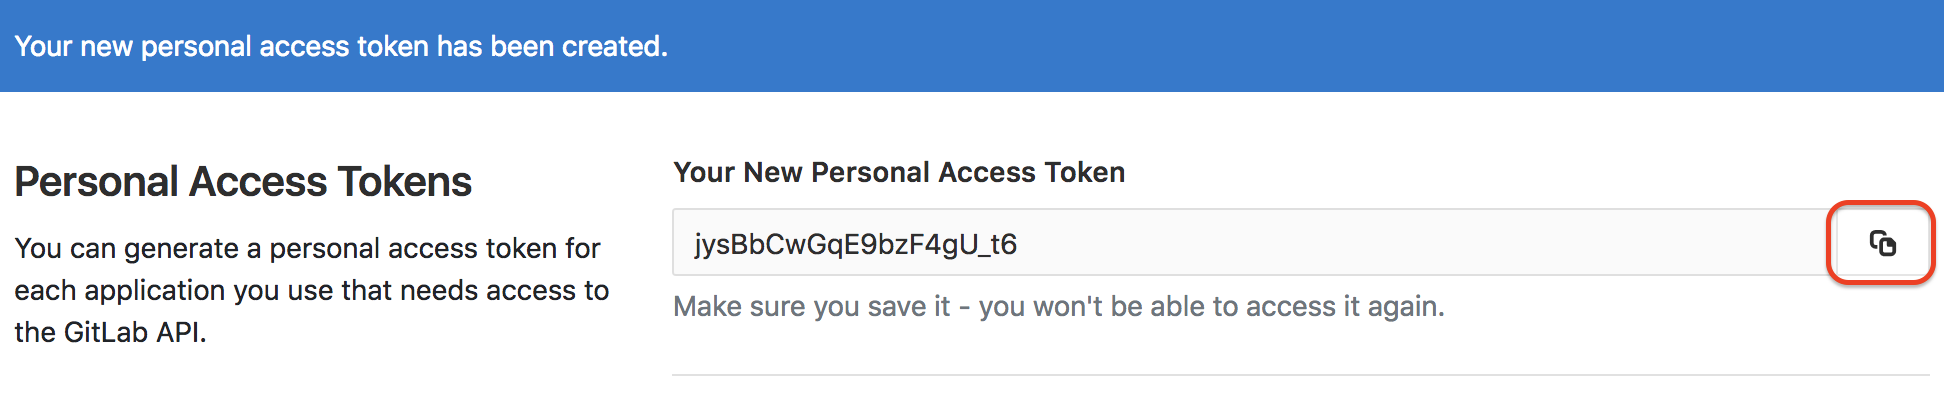 Your new personal access token has been created.
Personal Access Tokens
You can generate a personal access token for
each application you use that needs access to
the GitLab API.
Your New Personal Access Token
jysBbCwGqE9bzF4gU_t6
Make sure you save it - you won't be able to access it again.